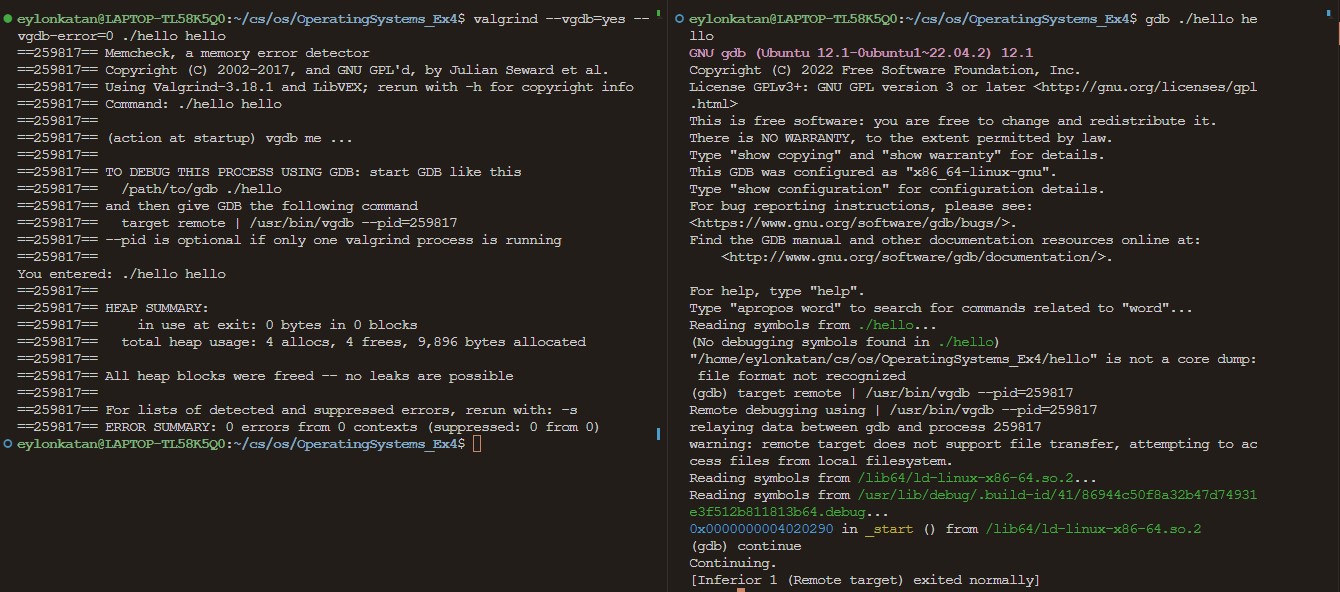 eylonkatan@LAPTOP-TL58K5Q0:~/cs/os/OperatingSystems_Ex4$ valgrind --vgdb=yes --
vgdb-error=0 ./hello hello
==259817== Memcheck, a memory error detector
==259817== Copyright (C) 2002-2017, and GNU GPL'd, by Julian Seward et al.
==259817== Using Valgrind-3.18.1 and LibVEX; rerun with -h for copyright info
==259817== Command: ./hello hello
==259817==
==259817== (action at startup) vgdb me ...
==259817==
==259817== TO DEBUG THIS PROCESS USING GDB: start GDB like this
==259817==   /path/to/gdb ./hello
==259817== and then give GDB the following command
==259817==   target remote | /usr/bin/vgdb --pid=259817
==259817== --pid is optional if only one valgrind process is running
==259817==
You entered: ./hello hello
==259817==
==259817== HEAP SUMMARY:
==259817==     in use at exit: 0 bytes in 0 blocks
==259817==   total heap usage: 4 allocs, 4 frees, 9,896 bytes allocated
==259817==
==259817== All heap blocks were freed -- no leaks are possible
==259817==
==259817== For lists of detected and suppressed errors, rerun with: -s
==259817== ERROR SUMMARY: 0 errors from 0 contexts (suppressed: 0 from 0)
eylonkatan@LAPTOP-TL58K5Q0:~/cs/os/OperatingSystems_Ex4$
eylonkatan@LAPTOP-TL58K5Q0:~/cs/os/OperatingSystems_Ex4$ gdb ./hello he
llo
GNU gdb (Ubuntu 12.1-0ubuntu1~22.04.2) 12.1
Copyright (C) 2022 Free Software Foundation, Inc.
License GPLv3+: GNU GPL version 3 or later <http://gnu.org/licenses/gpl
.html>
This is free software: you are free to change and redistribute it.
There is NO WARRANTY, to the extent permitted by law.
Type "show copying" and "show warranty" for details.
This GDB was configured as "x86_64-linux-gnu".
Type "show configuration" for configuration details.
For bug reporting instructions, please see:
<https://www.gnu.org/software/gdb/bugs/>.
Find the GDB manual and other documentation resources online at:
    <http://www.gnu.org/software/gdb/documentation/>.
For help, type "help".
Type "apropos word" to search for commands related to "word"...
Reading symbols from ./hello...
(No debugging symbols found in ./hello)
"/home/eylonkatan/cs/os/OperatingSystems_Ex4/hello" is not a core dump:
 file format not recognized
(gdb) target remote | /usr/bin/vgdb --pid=259817
Remote debugging using | /usr/bin/vgdb --pid=259817
relaying data between gdb and process 259817
warning: remote target does not support file transfer, attempting to ac
cess files from local filesystem.
Reading symbols from /lib64/ld-linux-x86-64.so.2...
Reading symbols from /usr/lib/debug/.build-id/41/86944c50f8a32b47d74931
e3f512b811813b64.debug...
0x0000000004020290 in _start () from /lib64/ld-linux-x86-64.so.2
(gdb) continue
Continuing.
[Inferior 1 (Remote target) exited normally]